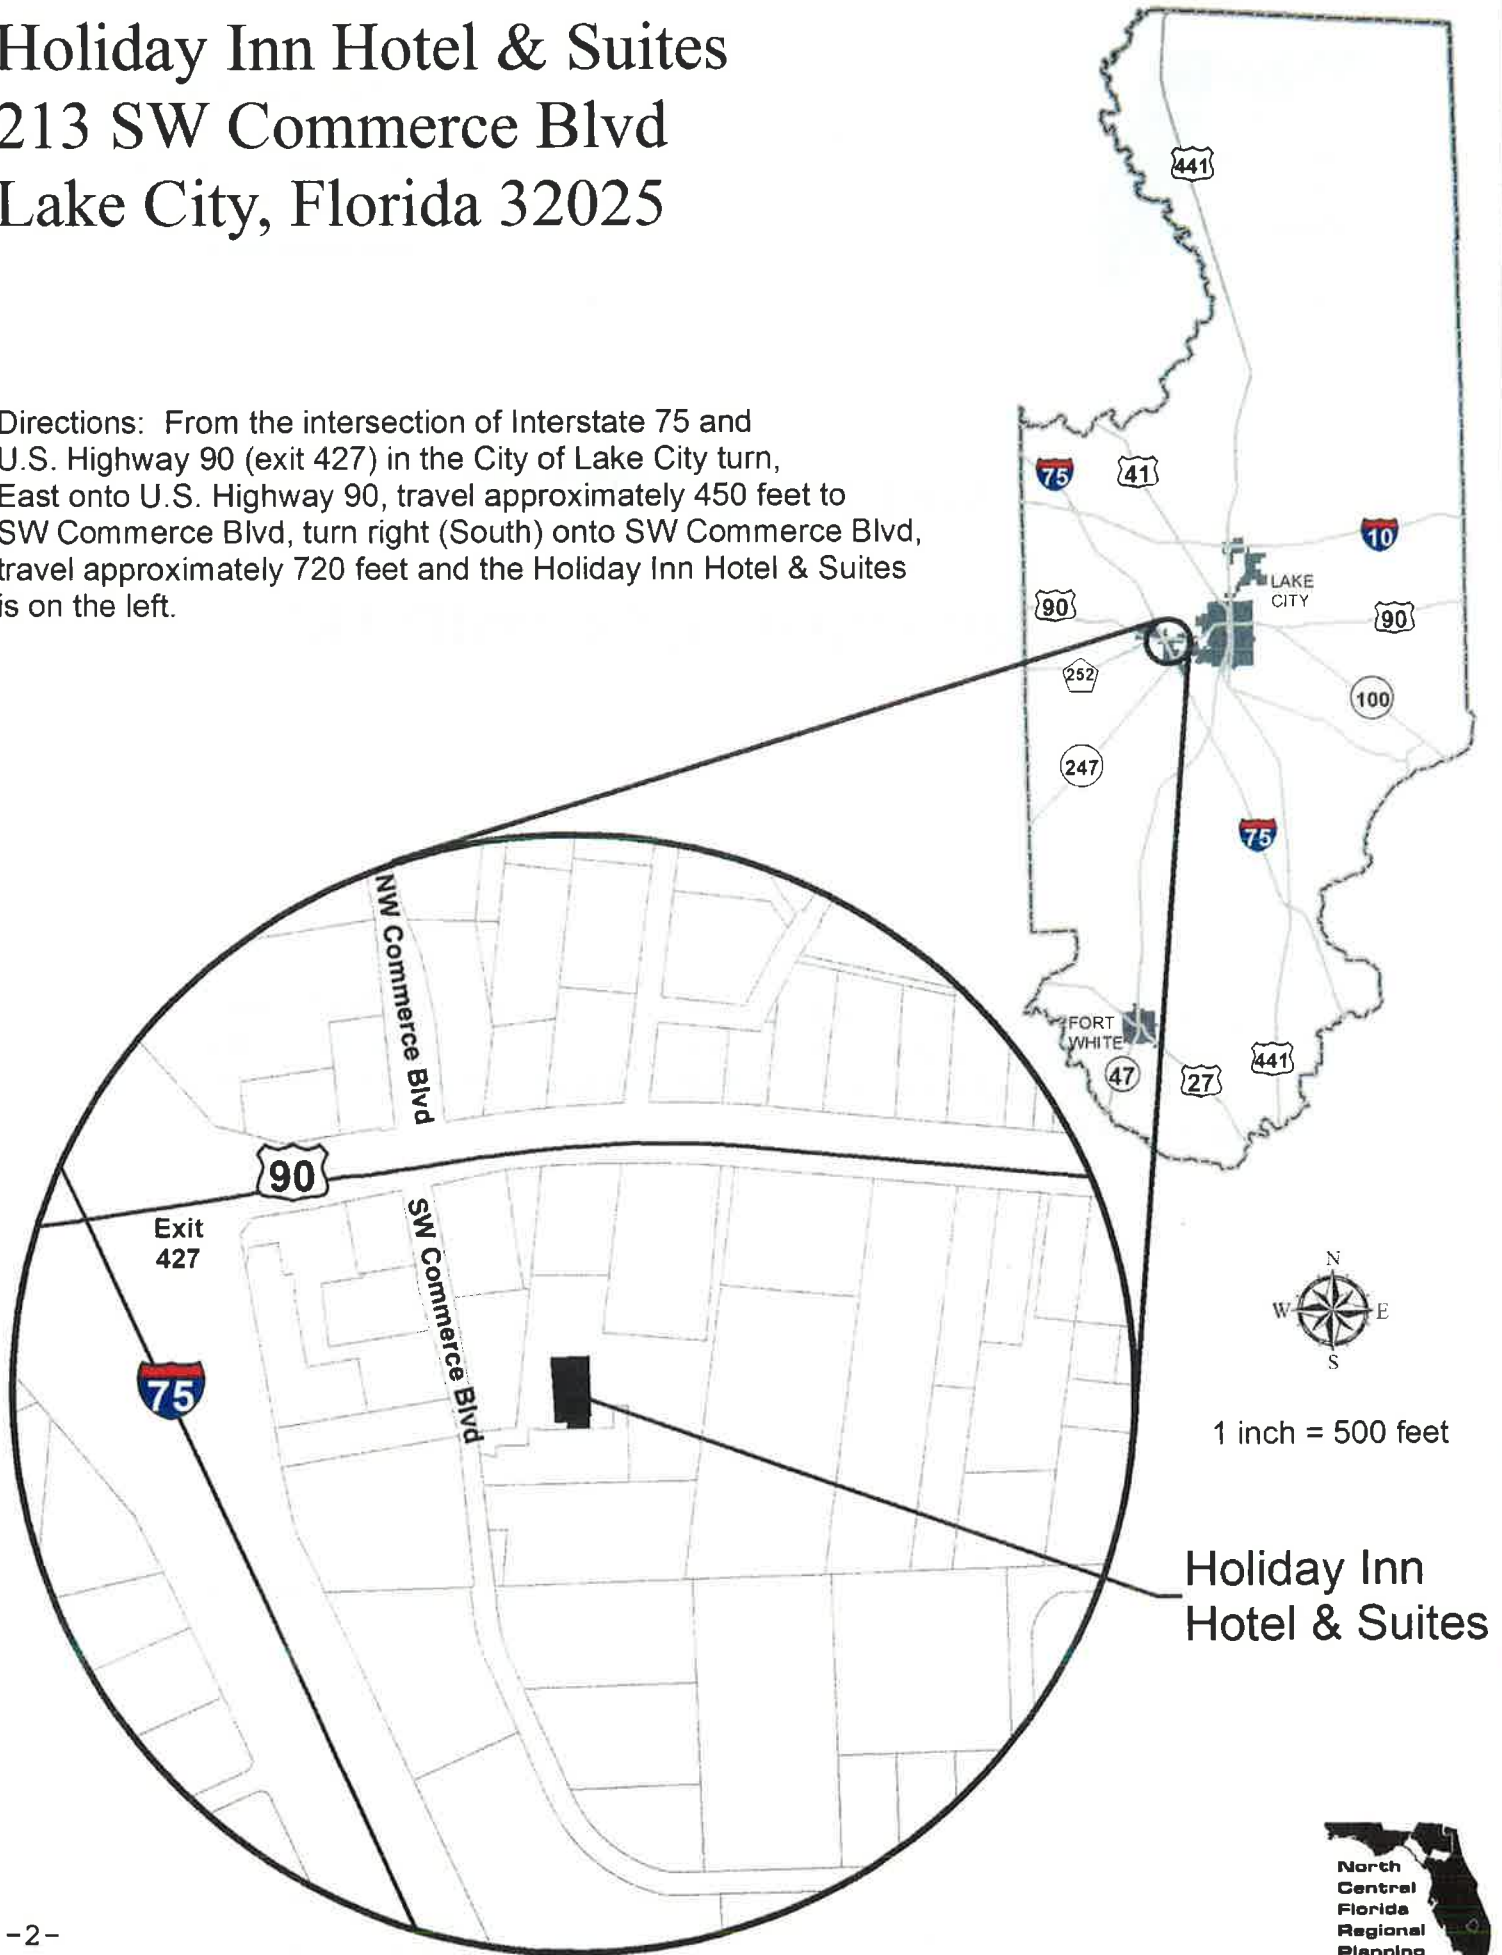 Holiday Inn Hotel & Suites
213 SW Commerce Blvd
Lake City, Florida 32025
Directions: From the intersection of Interstate 75 and
U.S. Highway 90 (exit 427) in the City of Lake City turn,
East onto U.S. Highway 90, travel approximately 450 feet to
SW Commerce Blvd, turn right (South) onto SW Commerce Blvd,
travel approximately 720 feet and the Holiday Inn Hotel & Suites
is on the left.
441
75
41
10
LAKE
CITY
90
90
252
100
247
75
FORT
WHITE
47
27
441
NW Commerce Blvd
90
Exit
427
SW Commerce Blvd
75
N
W
E
S
1 inch = 500 feet
Holiday Inn
Hotel & Suites
North
Central
Florida
Regional
Planning
-2-